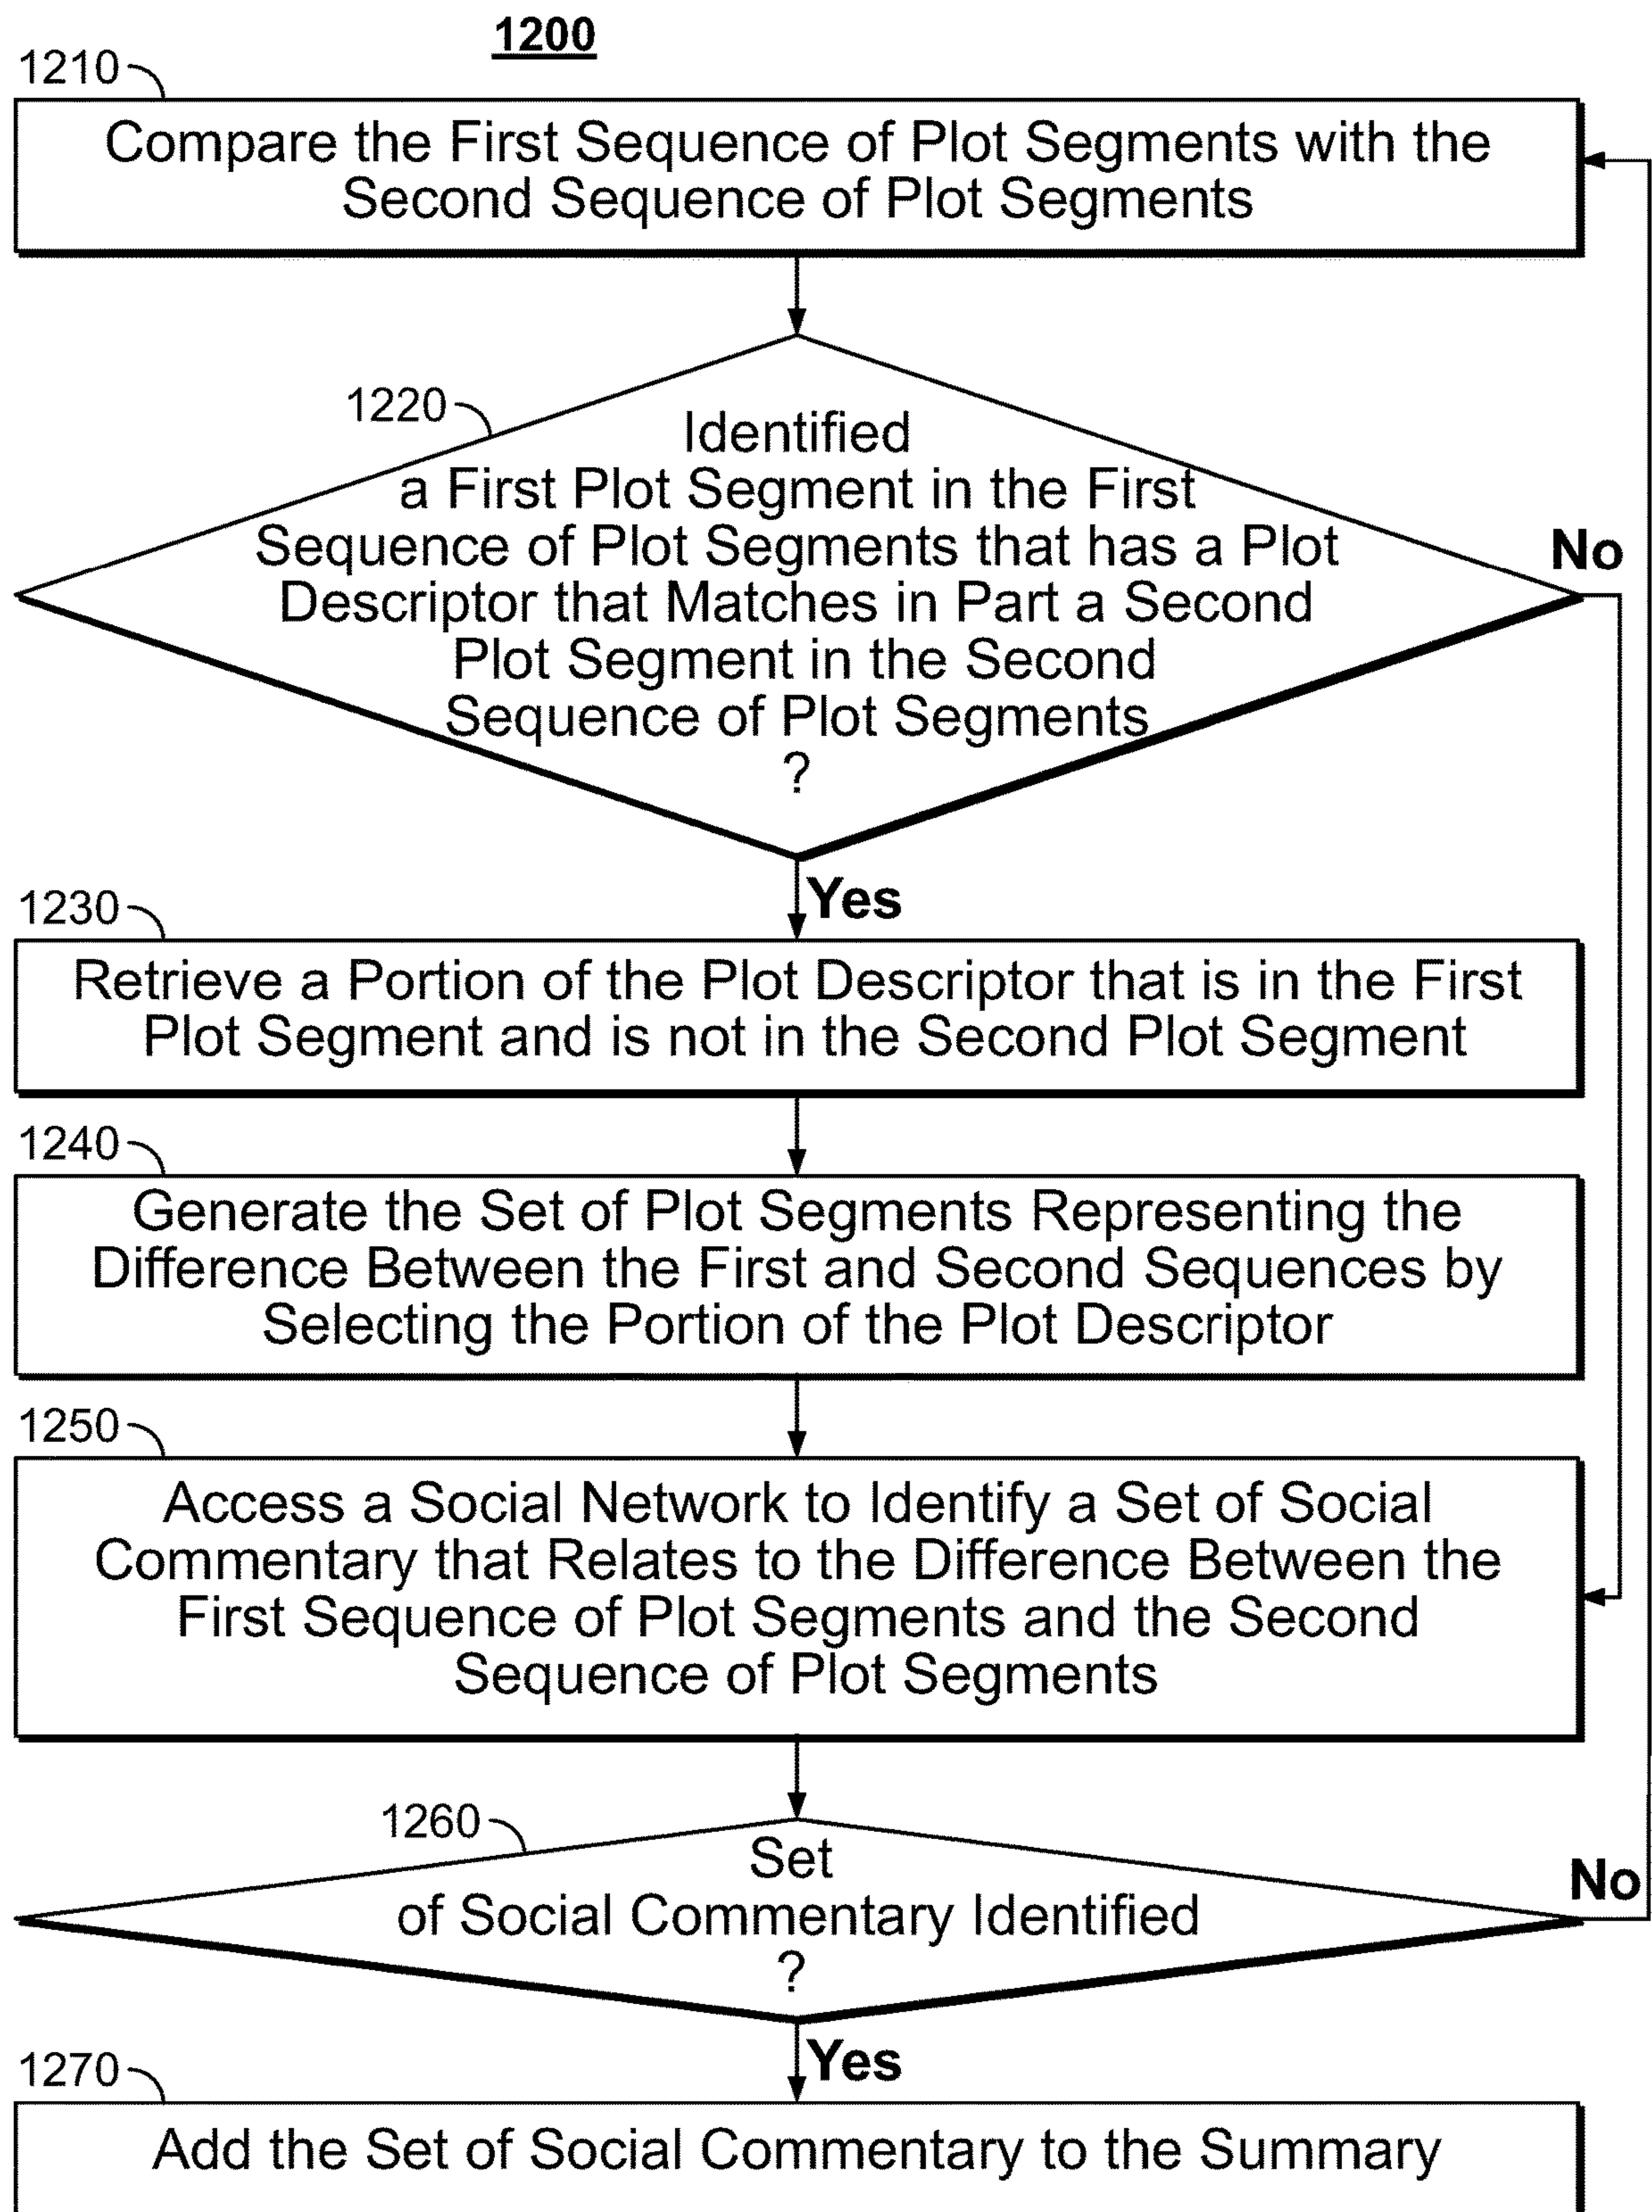 1200
1210
Compare the First Sequence of Plot Segments with the
Second Sequence of Plot Segments
1220
Identified
a First Plot Segment in the First
Sequence of Plot Segments that has a Plot
Descriptor that Matches in Part a Second
Plot Segment in the Second
Sequence of Plot Segments
?
No
Yes
1230
Retrieve a Portion of the Plot Descriptor that is in the First
Plot Segment and is not in the Second Plot Segment
1240
Generate the Set of Plot Segments Representing the
Difference Between the First and Second Sequences by
Selecting the Portion of the Plot Descriptor
1250
Access a Social Network to Identify a Set of Social
Commentary that Relates to the Difference Between the
First Sequence of Plot Segments and the Second
Sequence of Plot Segments
1260
Set
of Social Commentary Identified
?
No
Yes
1270
Add the Set of Social Commentary to the Summary